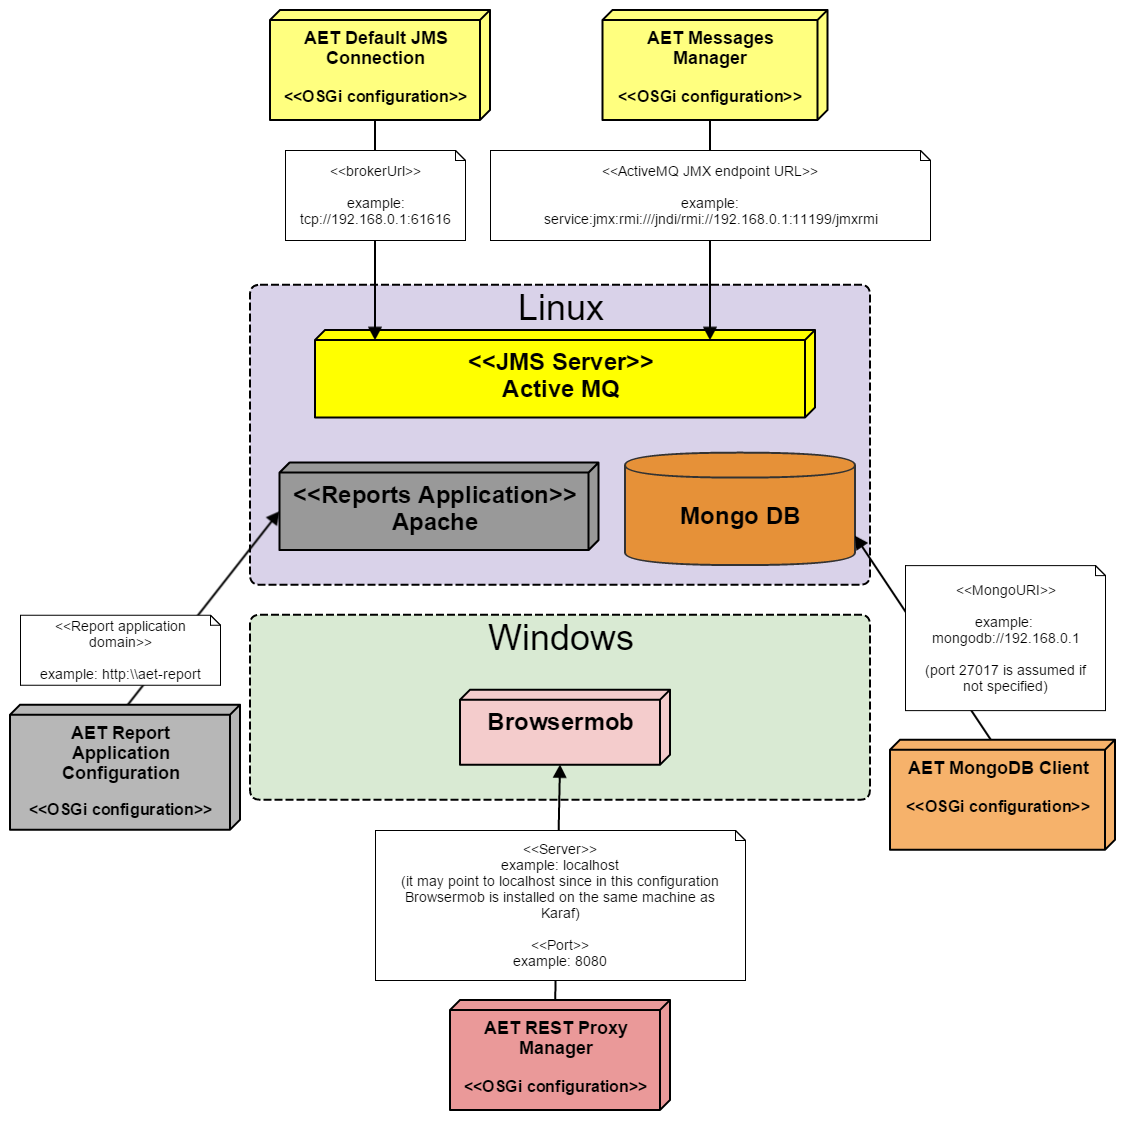 AET Default JMS
Connection
<<OSGi configuration>>
AET Messages
Manager
<<OSGi configuration>>
<<brokerUrl>>
example:
tcp://192.168.0.1:61616
<<ActiveMQ JMX endpoint URL>>
example:
service:jmx:rmi:///jndi/rmi://192.168.0.1:11199/jmxrmi
Linux
<<JMS Server>>
Active MQ
<<Reports Application>>
Apache
Mongo DB
<<Report application
domain>>
example: http:\\aet-report
<<MongoURI>>
example:
mongodb://192.168.0.1
(port 27017 is assumed if
not specified)
Windows
Browsermob
AET Report
Application
Configuration
<<OSGi configuration>>
AET MongoDB Client
<<OSGi configuration>>
<<Server>>
example: localhost
(it may point to localhost since in this configuration
Browsermob is installed on the same machine as
Karaf)
<<Port>>
example: 8080
AET REST Proxy
Manager
<<OSGi configuration>>